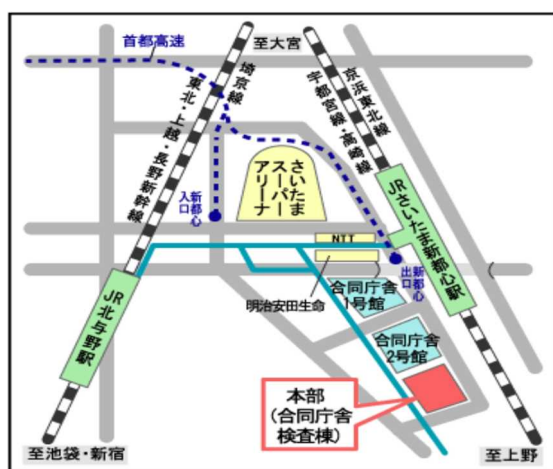 首都高速
至大宮
埼京線
東北・上越・長野新幹線
京浜東北線
宇都宮線・高崎線
さいたま
スーパー
アリーナ
新都心
入口
NTT
JRさいたま新都心駅
新都心
出口
明治安田生命
合同庁舎
1号館
合同庁舎
2号館
JR北与野駅
本部
(合同庁舎
検査棟)
至池袋・新宿
至上野